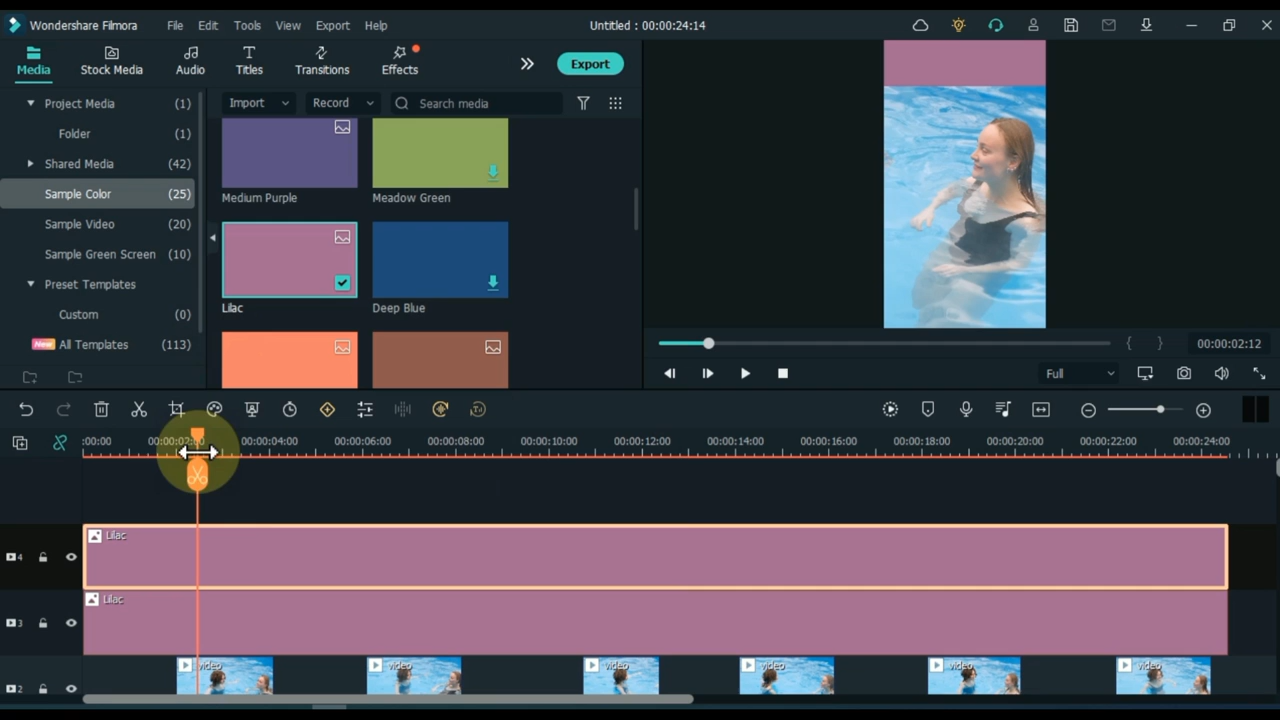 Wondershare Filmora File Edit Tools View Export Help Untitled : 00:00:24:14
Media Stock Media Audio Titles Transitions Effects Export
Project Media (1)
Folder (1)
Shared Media (42)
Sample Color (25)
Sample Video (20)
Sample Green Screen (10)
Preset Templates
Custom (0)
New All Templates (113)
Import Record Search media
Medium Purple Meadow Green
Lilac Deep Blue
00:00:02:12
Full
:00:00 00:00:04:00 00:00:06:00 00:00:08:00 00:00:10:00 00:00:12:00 00:00:14:00 00:00:16:00 00:00:18:00 00:00:20:00 00:00:22:00 00:00:24:00
4 Lilac
3 Lilac
2 video video video video video video